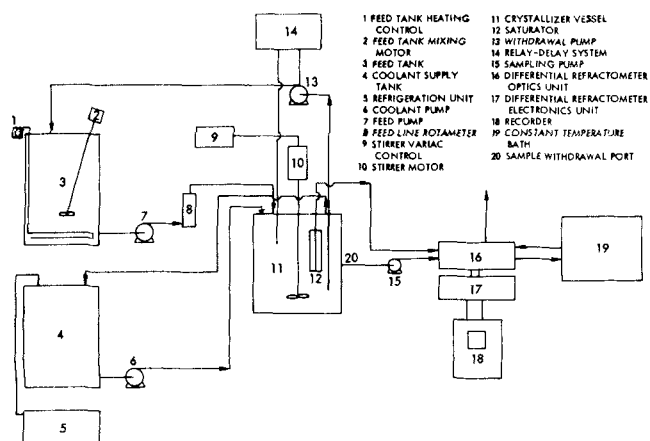 1 FEED TANK HEATING
CONTROL
2 FEED TANK MIXING
MOTOR
3 FEED TANK
4 COOLANT SUPPLY
TANK
5 REFRIGERATION UNIT
6 COOLANT PUMP
7 FEED PUMP
8 FEED LINE ROTAMETER
9 STIRRER VARIAC
CONTROL
10 STIRRER MOTOR
11 CRYSTALLIZER VESSEL
12 SATURATOR
13 WITHDRAWAL PUMP
14 RELAY-DELAY SYSTEM
15 SAMPLING PUMP
16 DIFFERENTIAL REFRACTOMETER
OPTICS UNIT
17 DIFFERENTIAL REFRACTOMETER
ELECTRONICS UNIT
18 RECORDER
19 CONSTANT TEMPERATURE
BATH
20 SAMPLE WITHDRAWAL PORT
14
13
1
2
9
10
3
7
8
11
12
20
15
16
17
18
19
4
6
5